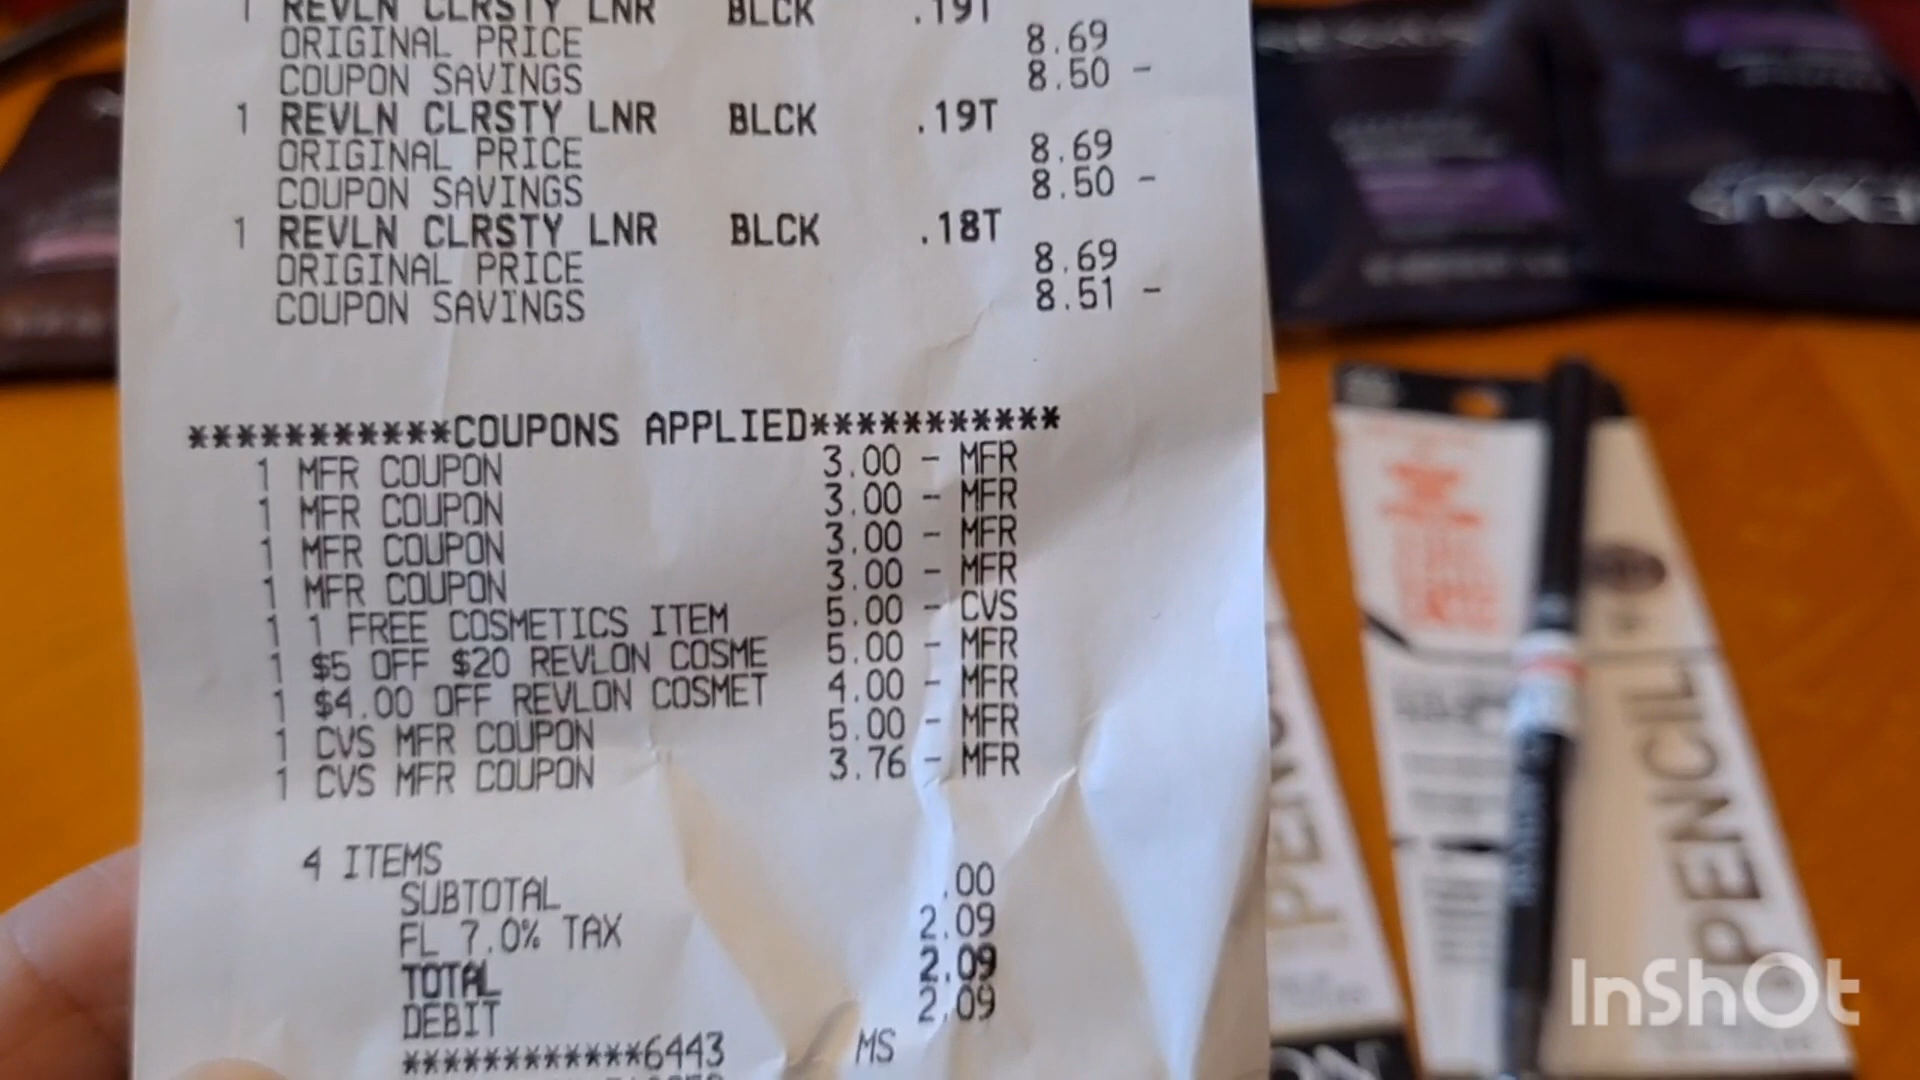 1 REVLN CLRSTY LNR BLCK .19T
ORIGINAL PRICE 8.69
COUPON SAVINGS 8.50 -
1 REVLN CLRSTY LNR BLCK .19T
ORIGINAL PRICE 8.69
COUPON SAVINGS 8.50 -
1 REVLN CLRSTY LNR BLCK .18T
ORIGINAL PRICE 8.69
COUPON SAVINGS 8.51 -
***********COUPONS APPLIED***********
1 MFR COUPON 3.00 - MFR
1 MFR COUPON 3.00 - MFR
1 MFR COUPON 3.00 - MFR
1 MFR COUPON 3.00 - MFR
1 1 FREE COSMETICS ITEM 5.00 - CVS
1 $5 OFF $20 REVLON COSME 5.00 - MFR
1 $4.00 OFF REVLON COSMET 4.00 - MFR
1 CVS MFR COUPON 5.00 - MFR
1 CVS MFR COUPON 3.76 - MFR
4 ITEMS
SUBTOTAL .00
FL 7.0% TAX 2.09
TOTAL 2.09
DEBIT 2.09
************6443 MS
PENCIL
PENCIL
InShOt